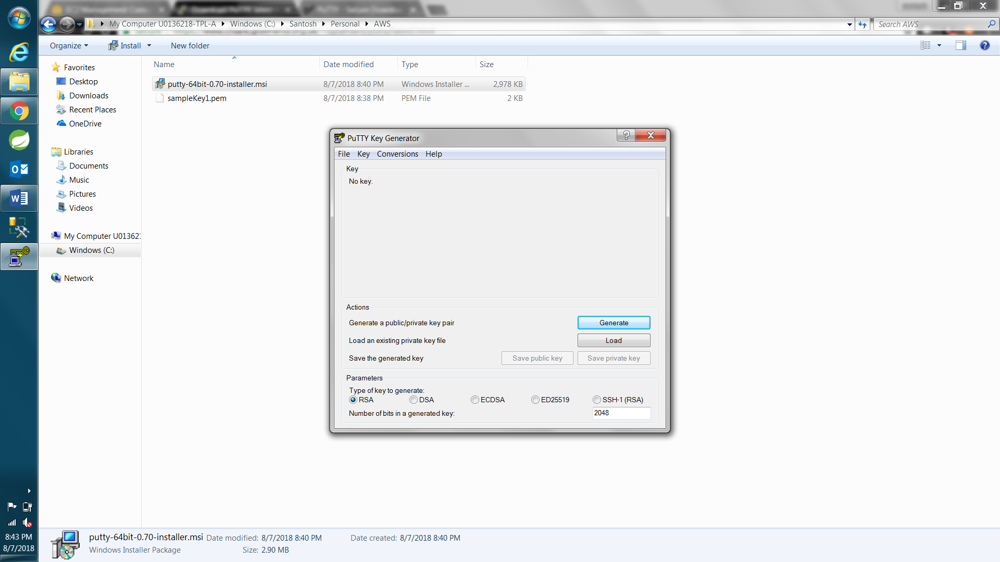 My Computer U0136218-TPL-A Windows (C:) Santosh Personal AWS
Search AWS
Organize Install New folder
Name Date modified Type Size
putty-64bit-0.70-installer.msi 8/7/2018 8:40 PM Windows Installer ... 2,978 KB
sampleKey1.pem 8/7/2018 8:38 PM PEM File 2 KB
Favorites
Desktop
Downloads
Recent Places
OneDrive
Libraries
Documents
Music
Pictures
Videos
My Computer U01362
Windows (C:)
Network
PuTTY Key Generator
File Key Conversions Help
Key
No key.
Actions
Generate a public/private key pair Generate
Load an existing private key file Load
Save the generated key Save public key Save private key
Parameters
Type of key to generate:
RSA DSA ECDSA ED25519 SSH-1 (RSA)
Number of bits in a generated key: 2048
8:43 PM
8/7/2018
putty-64bit-0.70-installer.msi Date modified: 8/7/2018 8:40 PM Date created: 8/7/2018 8:40 PM
Windows Installer Package Size: 2.90 MB